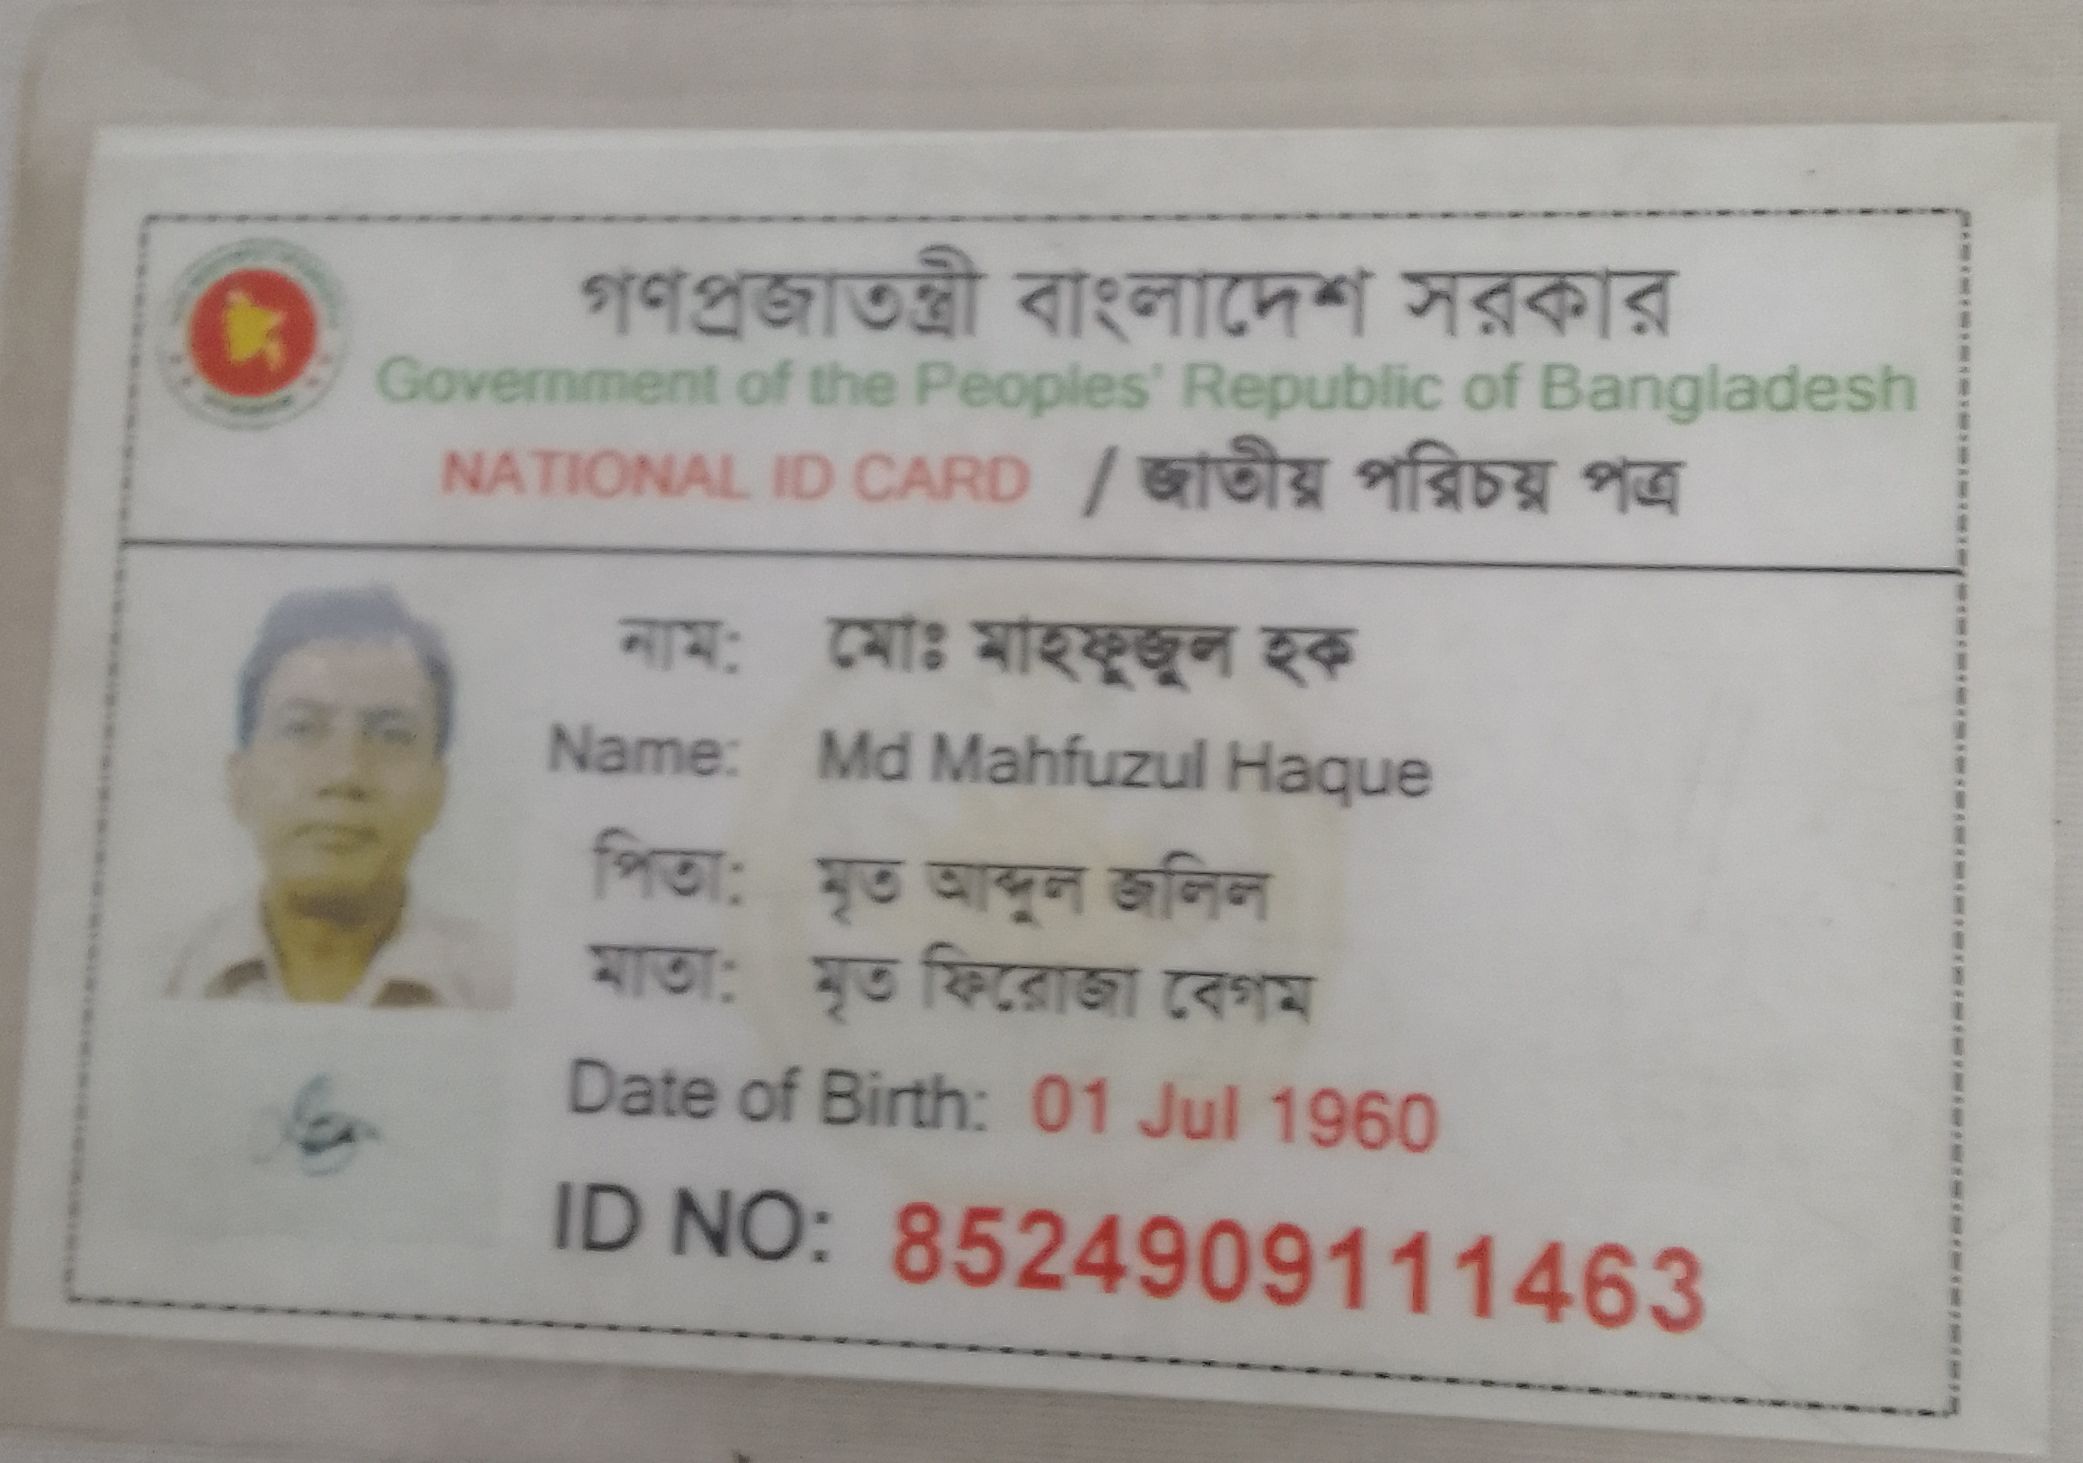 গণপ্রজাতন্ত্রী বাংলাদেশ সরকার
Government of the Peoples' Republic of Bangladesh
NATIONAL ID CARD / জাতীয় পরিচয় পত্র
নাম: মোঃ মাহফুজুল হক
Name: Md Mahfuzul Haque
পিতা: মৃত আব্দুল জলিল
মাতা: মৃত ফিরোজা বেগম
Date of Birth: 01 Jul 1960
ID NO: 8524909111463